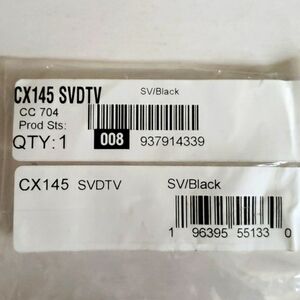 CX145 SVDTV SV/Black
CC 704
Prod Sts:
QTY: 1 008 937914339
CX145 SVDTV SV/Black
1 96395 55133 0